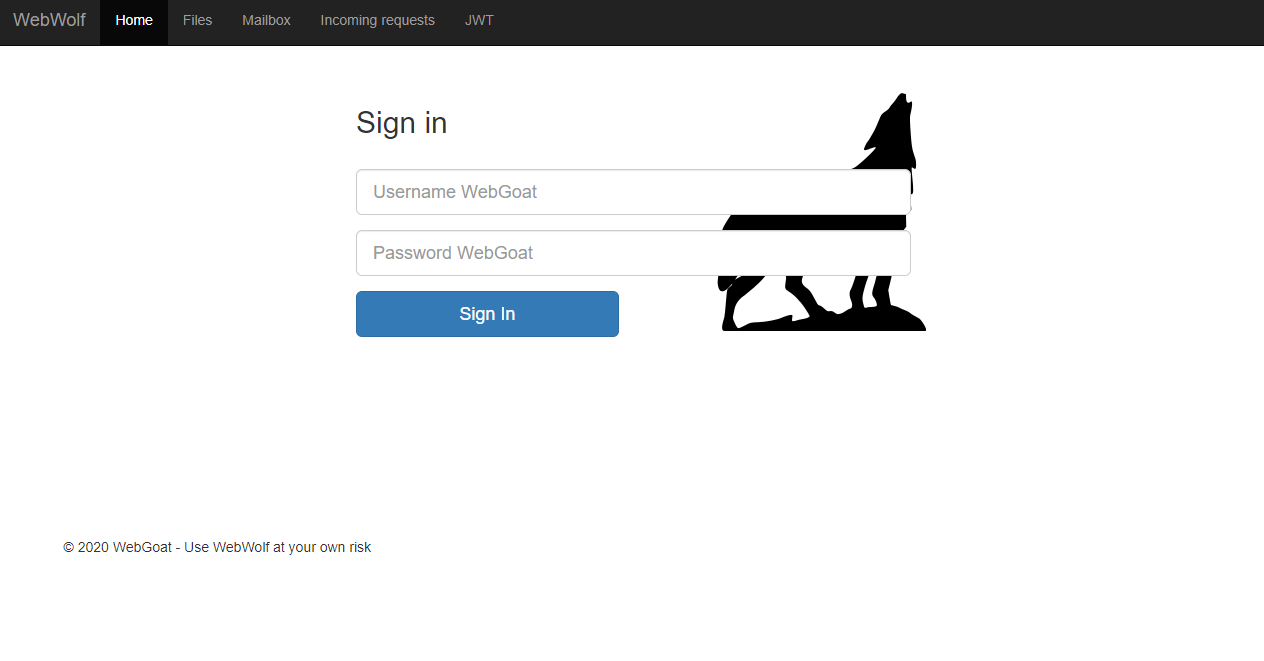 WebWolf Home Files Mailbox Incoming requests JWT
Sign in
Username WebGoat
Password WebGoat
Sign In
© 2020 WebGoat - Use WebWolf at your own risk